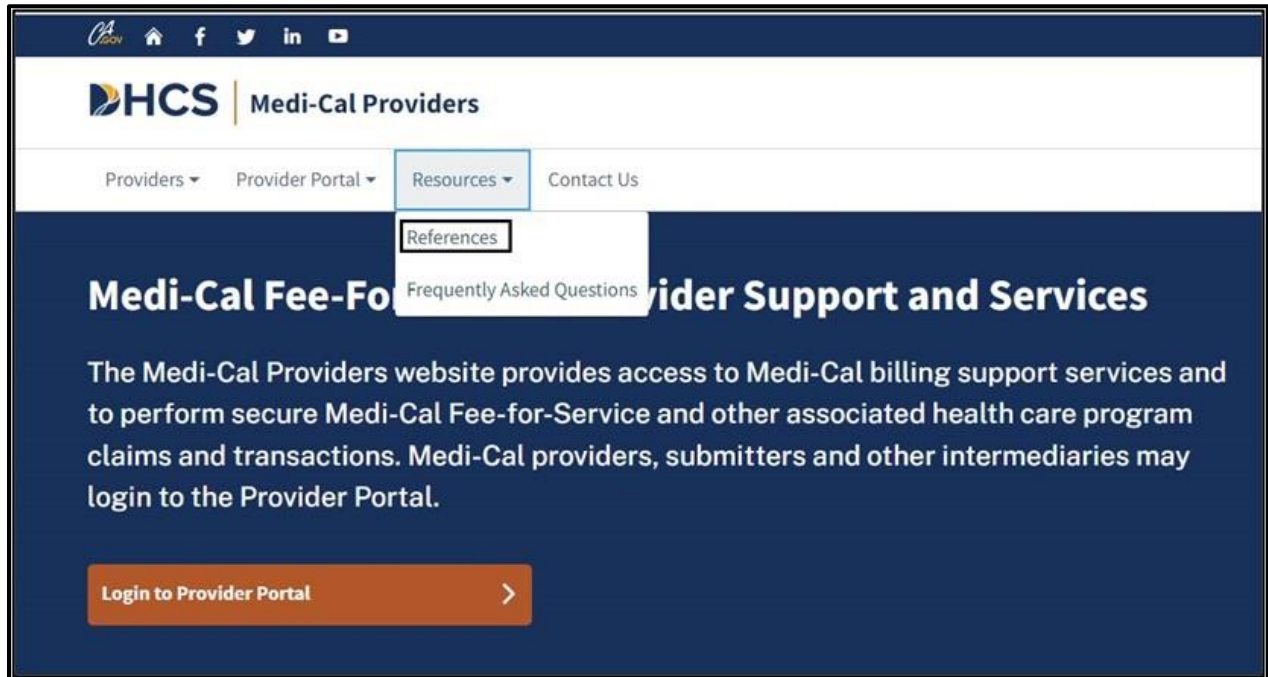 CA.GOV
DHCS | Medi-Cal Providers
Providers Provider Portal Resources Contact Us
References
Frequently Asked Questions
Medi-Cal Fee-Fo vider Support and Services
The Medi-Cal Providers website provides access to Medi-Cal billing support services and
to perform secure Medi-Cal Fee-for-Service and other associated health care program
claims and transactions. Medi-Cal providers, submitters and other intermediaries may
login to the Provider Portal.
Login to Provider Portal